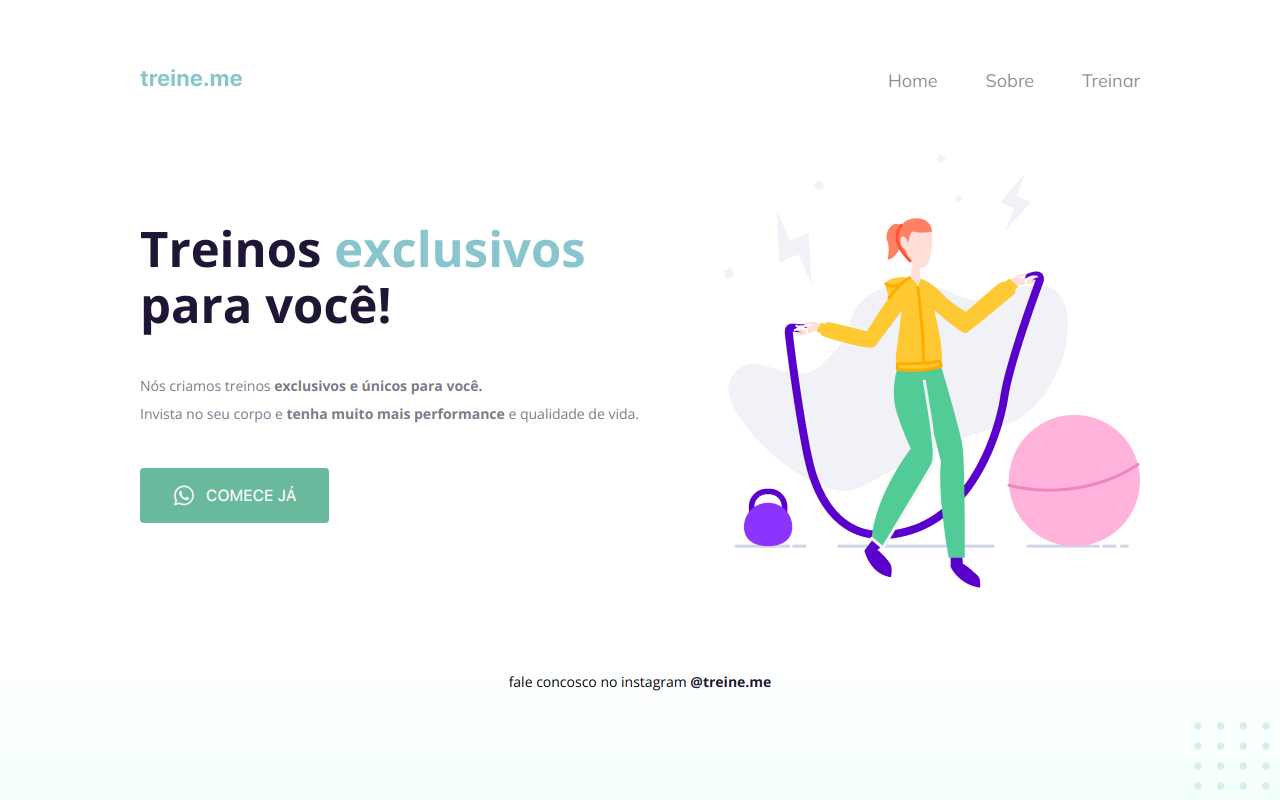 treine.me
Home
Sobre
Treinar
Treinos exclusivos
para você!
Nós criamos treinos exclusivos e únicos para você.
Invista no seu corpo e tenha muito mais performance e qualidade de vida.
COMECE JÁ
fale concosco no instagram @treine.me